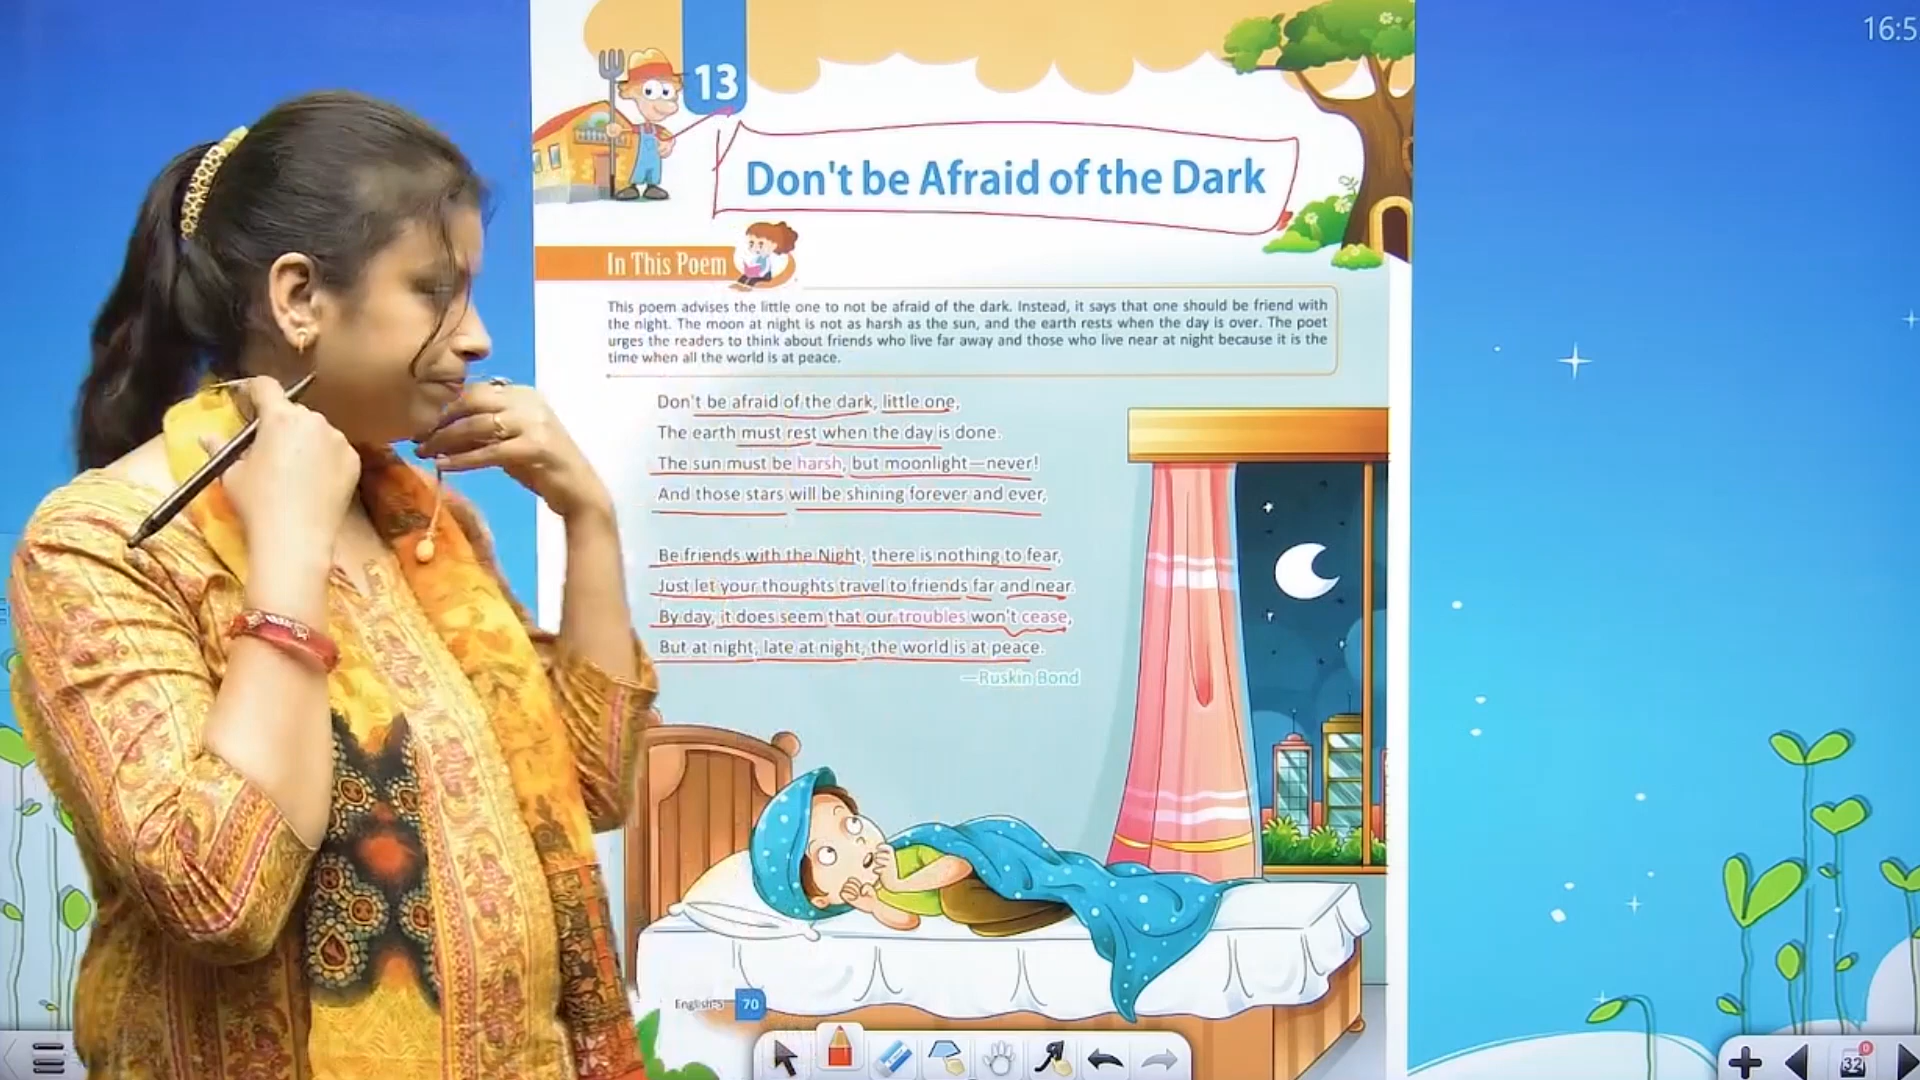 16:5
13
Don't be Afraid of the Dark
In This Poem
This poem advises the little one to not be afraid of the dark. Instead, it says that one should be friend with
the night. The moon at night is not as harsh as the sun, and the earth rests when the day is over. The poet
urges the readers to think about friends who live far away and those who live near at night because it is the
time when all the world is at peace.
Don't be afraid of the dark, little one,
The earth must rest when the day is done.
The sun must be harsh, but moonlight—never!
And those stars will be shining forever and ever,
Be friends with the Night, there is nothing to fear,
Just let your thoughts travel to friends far and near.
By day, it does seem that our troubles won't cease,
But at night, late at night, the world is at peace.
—Ruskin Bond
English-5 70
32 0